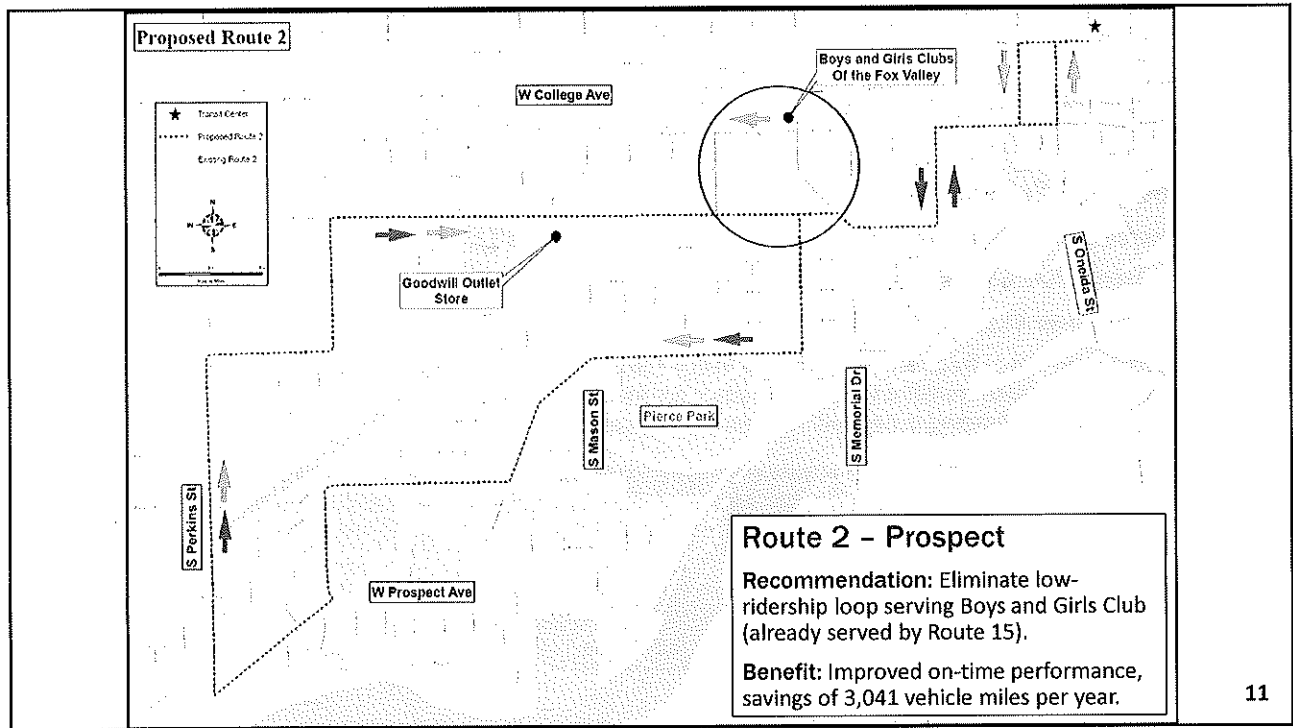 Proposed Route 2
Boys and Girls Clubs
Of the Fox Valley
W College Ave
Transit Center
Proposed Route 2
Existing Route 2
N
W
E
S
Goodwill Outlet
Store
S Oneida St
S Mason St
Pierce Park
S Memorial Dr
S Perkins St
W Prospect Ave
Route 2 – Prospect
Recommendation: Eliminate low-
ridership loop serving Boys and Girls Club
(already served by Route 15).
Benefit: Improved on-time performance,
savings of 3,041 vehicle miles per year.
11